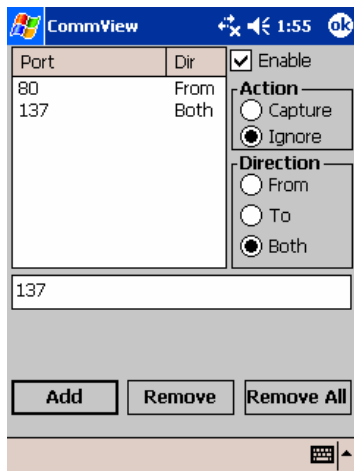 CommView 1:55 ok
Port Dir
80 From
137 Both
Enable
Action
Capture
Ignore
Direction
From
To
Both
137
Add Remove Remove All